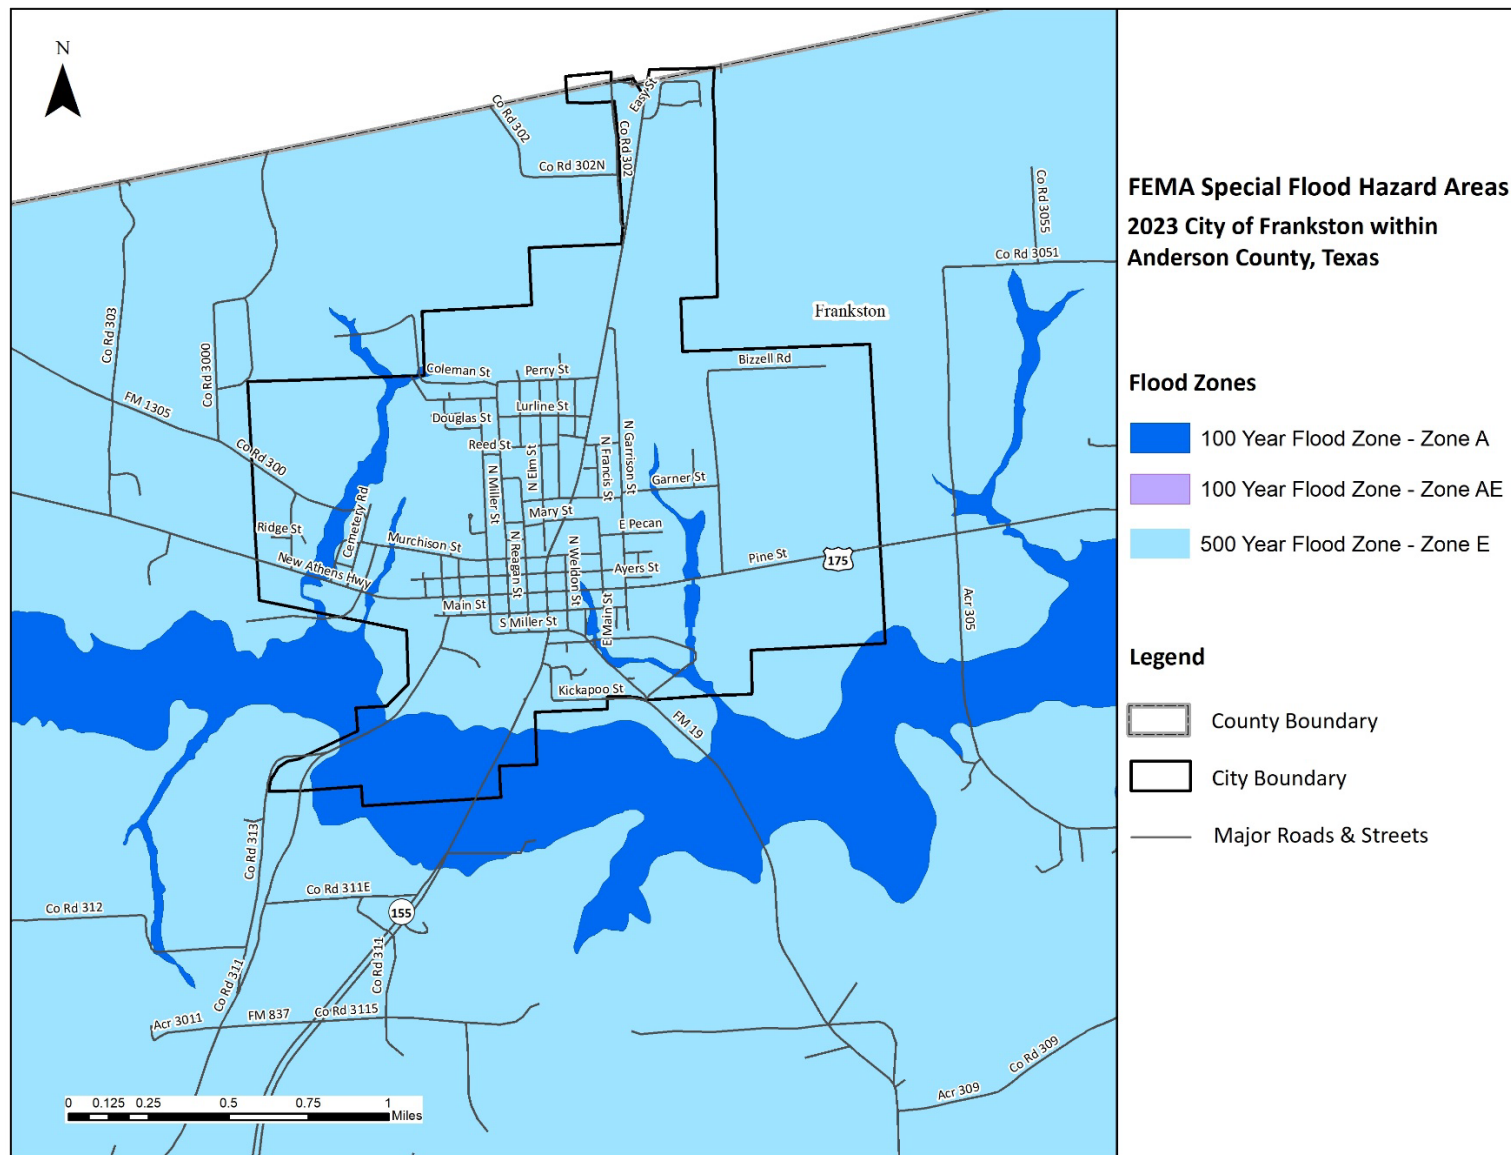 N
Easy St
Co Rd 302
Co Rd 302
Co Rd 302N
Co Rd 3055
Co Rd 3051
Frankston
Co Rd 303
Co Rd 3000
FM 1305
Co Rd 300
Coleman St
Perry St
Bizzell Rd
Douglas St
Lurline St
Reed St
N Elm St
N Francis St
N Garrison St
N Miller St
Garner St
Mary St
E Pecan
Ridge St
Cemetery Rd
Murchison St
N Reagan St
N Weldon St
Ayers St
Pine St
175
New Athens Hwy
Main St
E Main St
S Miller St
Acr 305
Kickapoo St
FM 19
Co Rd 313
Co Rd 311E
Co Rd 312
155
Co Rd 311
Co Rd 311
Acr 3011
FM 837
Co Rd 3115
Co Rd 309
Acr 309
0 0.125 0.25 0.5 0.75 1
Miles
FEMA Special Flood Hazard Areas
2023 City of Frankston within
Anderson County, Texas
Flood Zones
100 Year Flood Zone - Zone A
100 Year Flood Zone - Zone AE
500 Year Flood Zone - Zone E
Legend
County Boundary
City Boundary
Major Roads & Streets